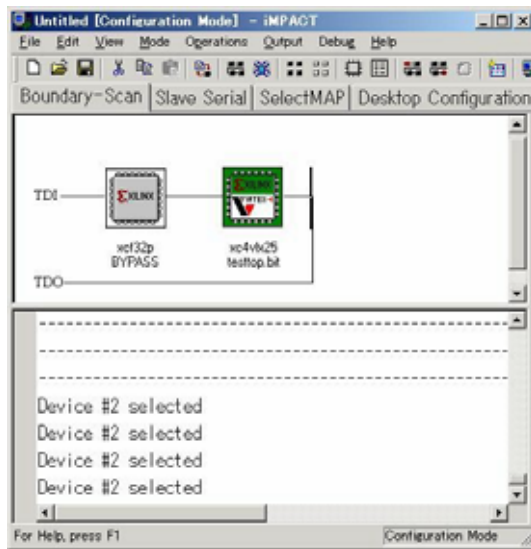 Untitled [Configuration Mode] - iMPACT
File Edit View Mode Operations Output Debug Help
Boundary-Scan Slave Serial SelectMAP Desktop Configuration
TDI
XILINX
XILINX
xcf32p
BYPASS
xc4vlx25
testtop.bit
TDO
Device #2 selected
Device #2 selected
Device #2 selected
Device #2 selected
For Help, press F1
Configuration Mode